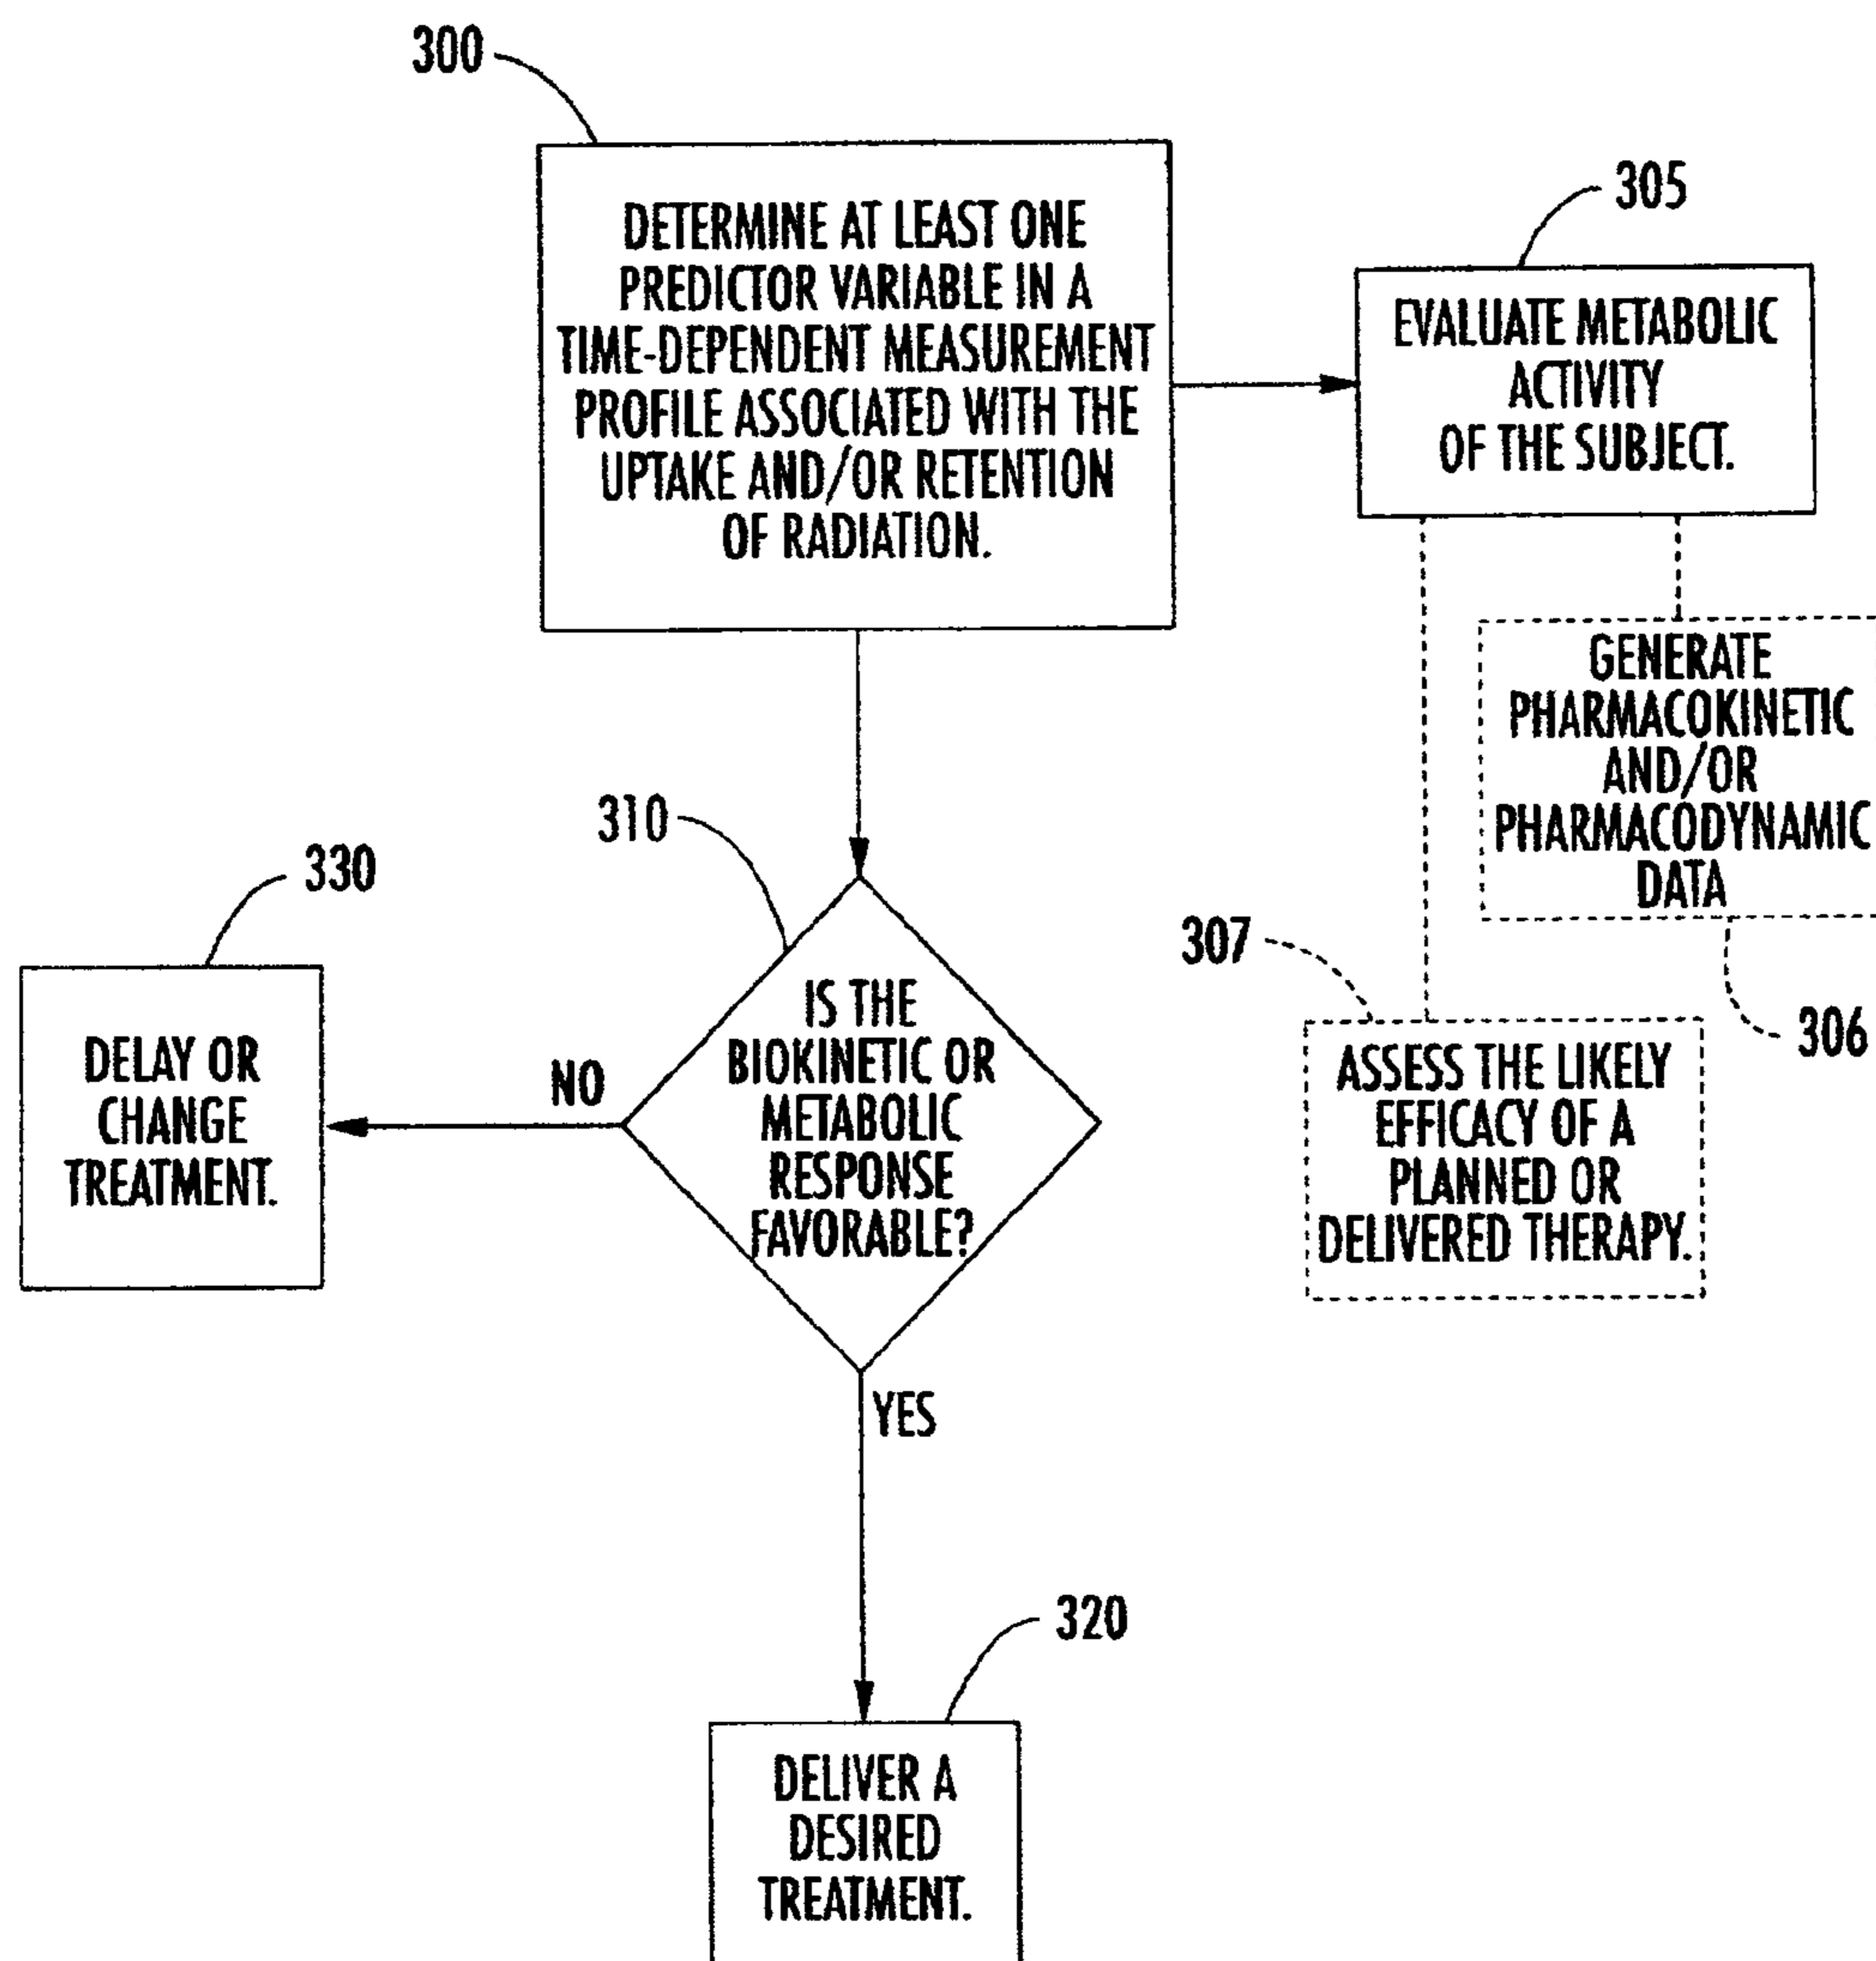 300
DETERMINE AT LEAST ONE
PREDICTOR VARIABLE IN A
TIME-DEPENDENT MEASUREMENT
PROFILE ASSOCIATED WITH THE
UPTAKE AND/OR RETENTION
OF RADIATION.
305
EVALUATE METABOLIC
ACTIVITY
OF THE SUBJECT.
GENERATE
PHARMACOKINETIC
AND/OR
PHARMACODYNAMIC
DATA
306
307
ASSESS THE LIKELY
EFFICACY OF A
PLANNED OR
DELIVERED THERAPY.
310
IS THE
BIOKINETIC OR
METABOLIC
RESPONSE
FAVORABLE?
NO
330
DELAY OR
CHANGE
TREATMENT.
YES
320
DELIVER A
DESIRED
TREATMENT.